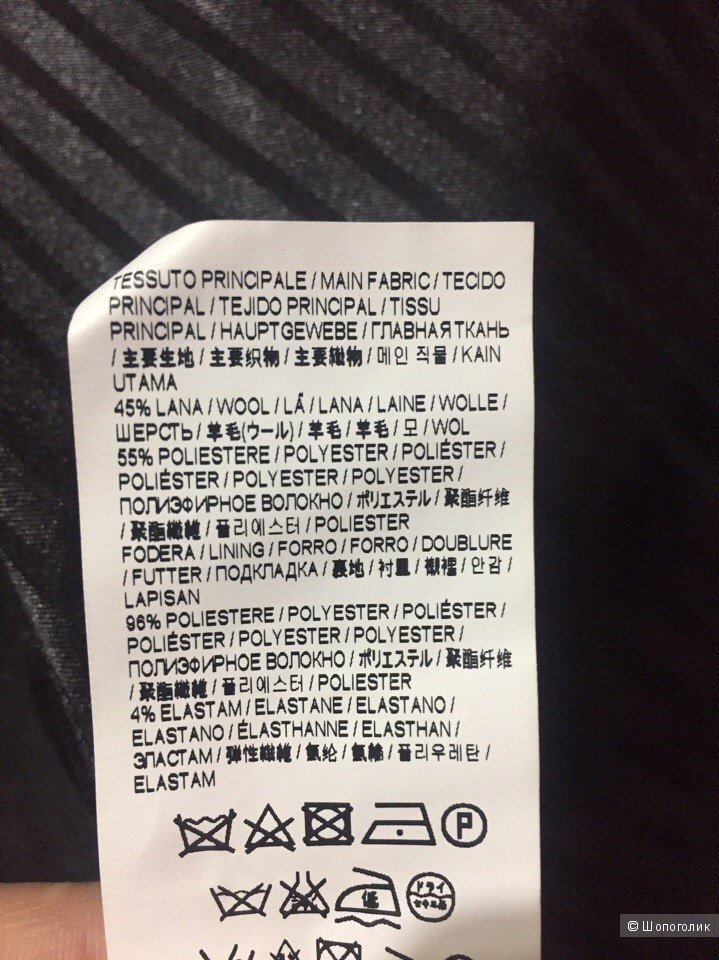 TESSUTO PRINCIPALE / MAIN FABRIC / TECIDO
PRINCIPAL / TEJIDO PRINCIPAL / TISSU
PRINCIPAL / HAUPTGEWEBE / ГЛАВНАЯ ТКАНЬ
/ 主要生地 / 主要织物 / 主要織物 / 메인 직물 / KAIN
UTAMA
45% LANA / WOOL / LÃ / LANA / LAINE / WOLLE /
ШЕРСТЬ / 羊毛(ウール) / 羊毛 / 羊毛 / 모 / WOL
55% POLIESTERE / POLYESTER / POLIÉSTER /
POLIÉSTER / POLYESTER / POLYESTER /
ПОЛИЭФИРНОЕ ВОЛОКНО / ポリエステル / 聚酯纤维
/ 聚酯纖維 / 폴리에스터 / POLIESTER
FODERA / LINING / FORRO / FORRO / DOUBLURE
/ FUTTER / ПОДКЛАДКА / 裏地 / 衬里 / 襯裡 / 안감 /
LAPISAN
96% POLIESTERE / POLYESTER / POLIÉSTER /
POLIÉSTER / POLYESTER / POLYESTER /
ПОЛИЭФИРНОЕ ВОЛОКНО / ポリエステル / 聚酯纤维
/ 聚酯纖維 / 폴리에스터 / POLIESTER
4% ELASTAM / ELASTANE / ELASTANO /
ELASTANO / ÉLASTHANNE / ELASTHAN /
ЭЛАСТАМ / 弾性繊維 / 氨纶 / 氨綸 / 폴리우레탄 /
ELASTAM
P
低 ドライ
© Шопоголик